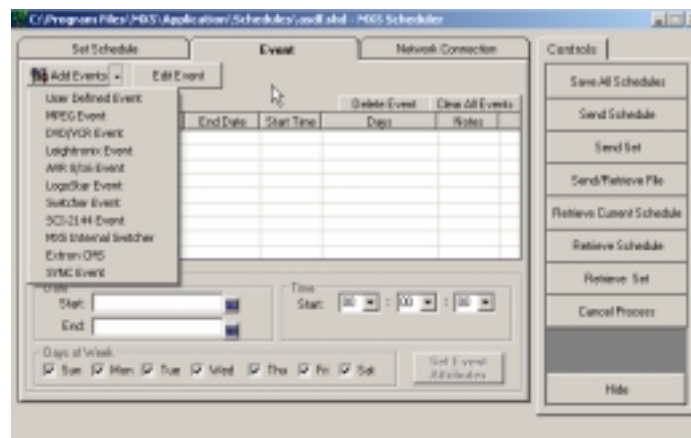 C:\Program Files\MXS\Application\Schedules\asdf.shd - MXS Scheduler
Set Schedule
Event
Network Connection
Controls
Add Events
Edit Event
User Defined Event
MPEG Event
DVD/VCR Event
Leightronix Event
AVR 8/16 Event
LogoStar Event
Switcher Event
SCI-2144 Event
MXS Internal Switcher
Extron CMS
SYNC Event
Delete Event
Clear All Events
End Date
Start Time
Days
Notes
Save All Schedules
Send Schedule
Send Set
Send/Retrieve File
Retrieve Current Schedule
Retrieve Schedule
Retrieve Set
Cancel Process
Hide
Date
Start:
End:
Time
Start:
00 : 00 : 00
Days of Week
Sun Mon Tue Wed Thu Fri Sat
Set Event
Attributes